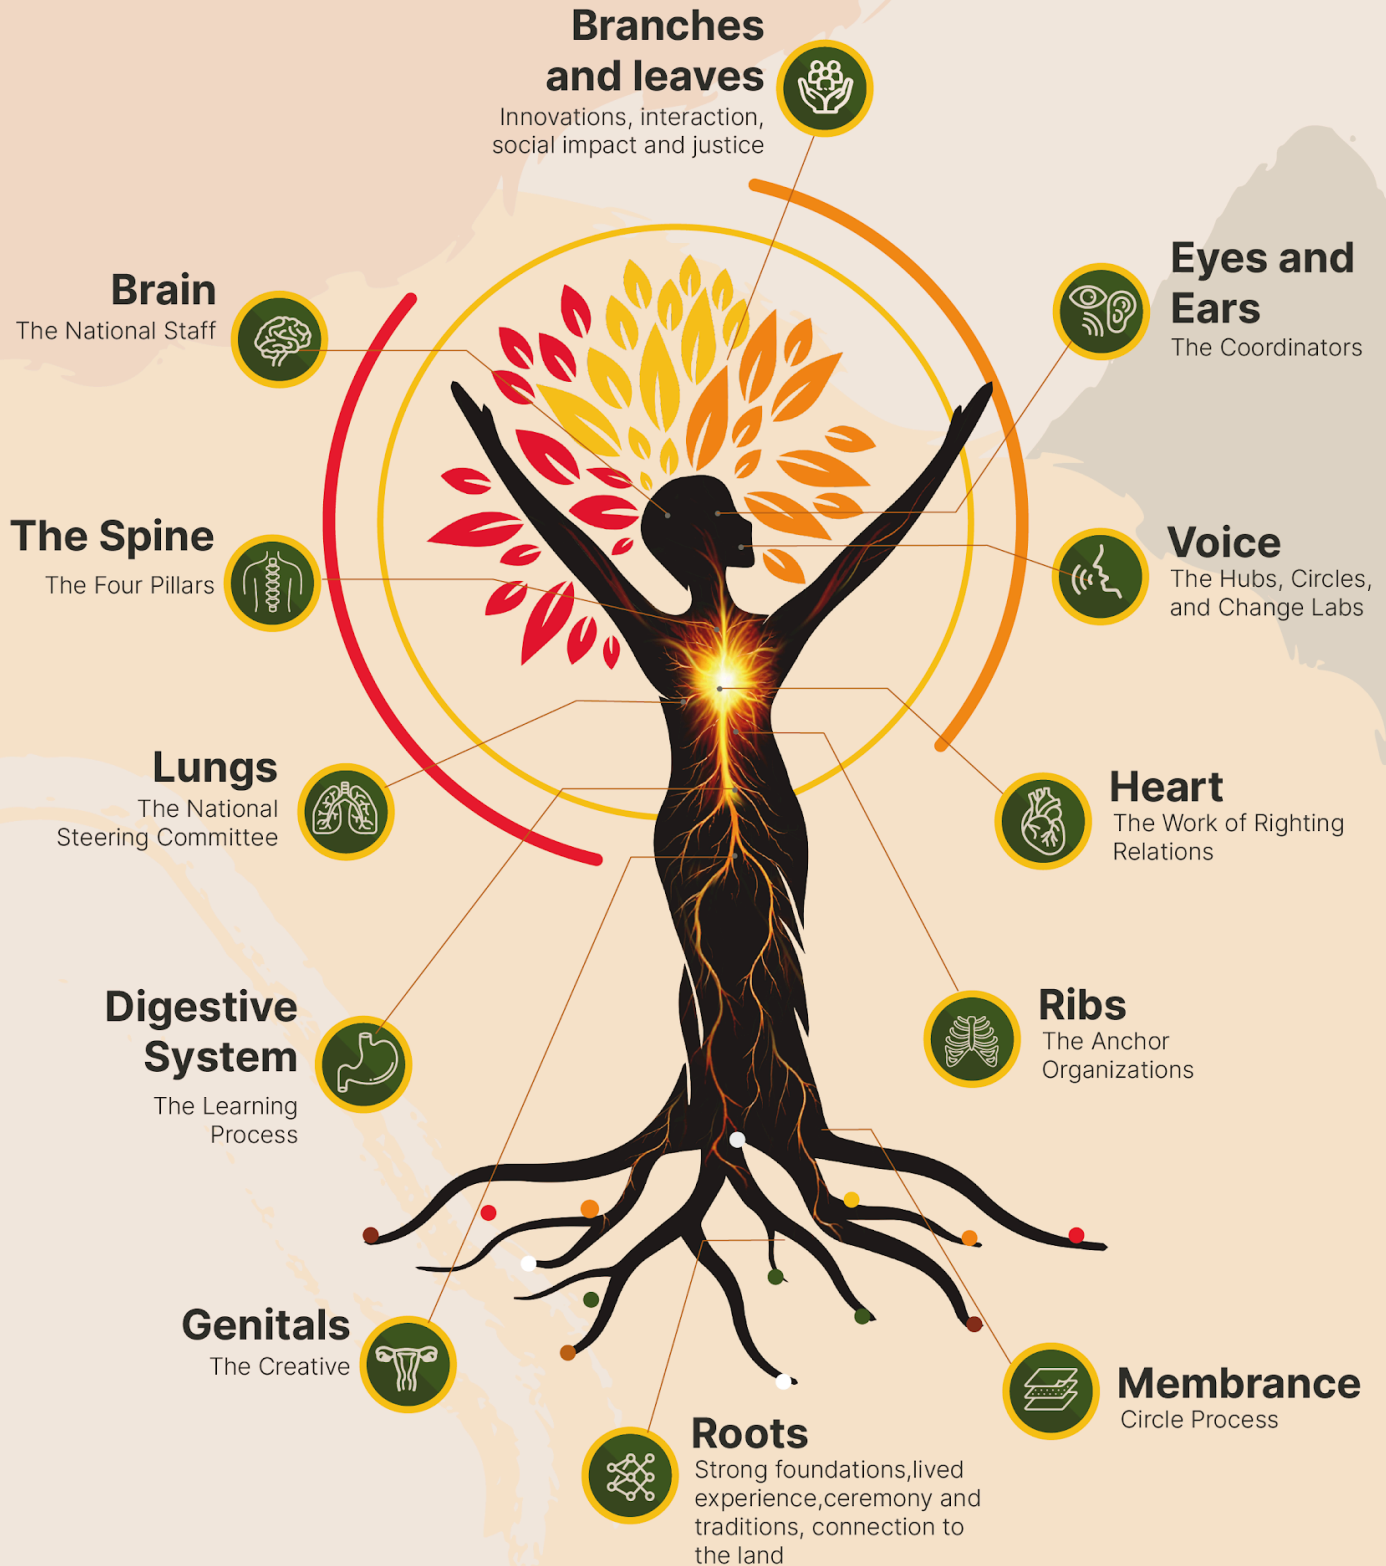 Branches
and leaves
Innovations, interaction,
social impact and justice
Brain
The National Staff
Eyes and
Ears
The Coordinators
The Spine
The Four Pillars
Voice
The Hubs, Circles,
and Change Labs
Lungs
The National
Steering Committee
Heart
The Work of Righting
Relations
Digestive
System
The Learning
Process
Ribs
The Anchor
Organizations
Genitals
The Creative
Membrance
Circle Process
Roots
Strong foundations,lived
experience,ceremony and
traditions, connection to
the land